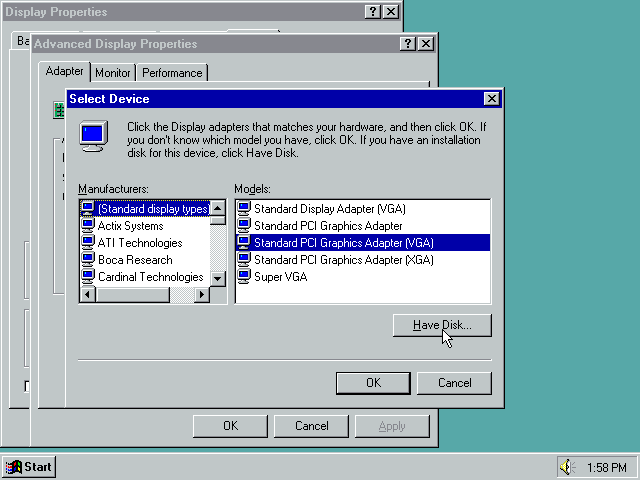 Display Properties
Advanced Display Properties
Adapter Monitor Performance
Select Device
Click the Display adapters that matches your hardware, and then click OK. If
you don't know which model you have, click OK. If you have an installation
disk for this device, click Have Disk.
Manufacturers:
(Standard display types)
Actix Systems
ATI Technologies
Boca Research
Cardinal Technologies
Models:
Standard Display Adapter (VGA)
Standard PCI Graphics Adapter
Standard PCI Graphics Adapter (VGA)
Standard PCI Graphics Adapter (XGA)
Super VGA
Have Disk...
OK Cancel
OK Cancel Apply
Start 1:58 PM